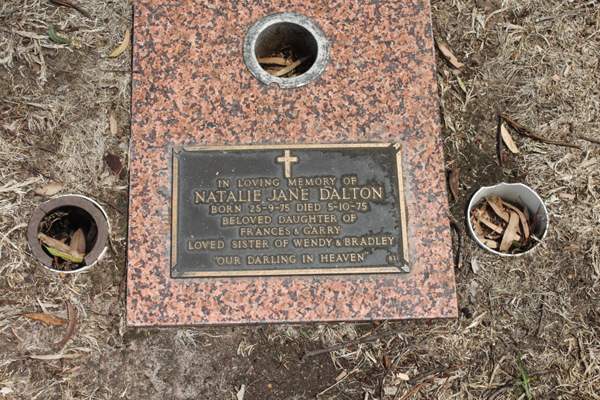 IN LOVING MEMORY OF
NATALIE JANE DALTON
BORN 25-9-75 DIED 5-10-75
BELOVED DAUGHTER OF
FRANCES & GARRY
LOVED SISTER OF WENDY & BRADLEY
"OUR DARLING IN HEAVEN"